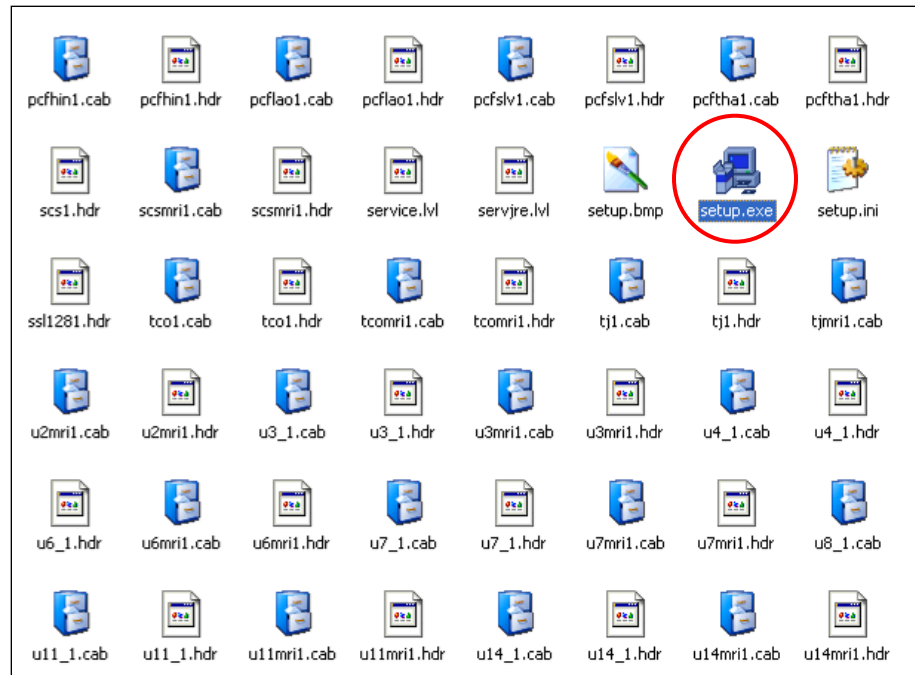 pcfhin1.cab pcfhin1.hdr pcflao1.cab pcflao1.hdr pcfslv1.cab pcfslv1.hdr pcftha1.cab pcftha1.hdr
scs1.hdr scsmri1.cab scsmri1.hdr service.lvl servjre.lvl setup.bmp setup.exe setup.ini
ssl1281.hdr tco1.cab tco1.hdr tcomri1.cab tcomri1.hdr tj1.cab tj1.hdr tjmri1.cab
u2mri1.cab u2mri1.hdr u3_1.cab u3_1.hdr u3mri1.cab u3mri1.hdr u4_1.cab u4_1.hdr
u6_1.hdr u6mri1.cab u6mri1.hdr u7_1.cab u7_1.hdr u7mri1.cab u7mri1.hdr u8_1.cab
u11_1.cab u11_1.hdr u11mri1.cab u11mri1.hdr u14_1.cab u14_1.hdr u14mri1.cab u14mri1.hdr